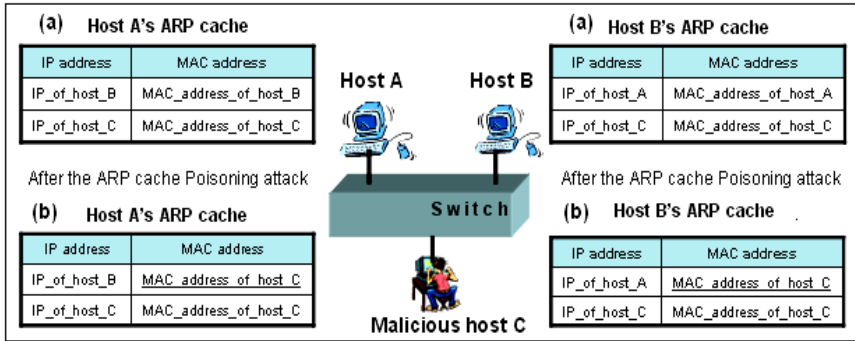 (a) Host A's ARP cache
IP address MAC address
IP_of_host_B MAC_address_of_host_B
IP_of_host_C MAC_address_of_host_C
After the ARP cache Poisoning attack
(b) Host A's ARP cache
IP address MAC address
IP_of_host_B MAC_address_of_host_C
IP_of_host_C MAC_address_of_host_C
Host A Host B
Switch
Malicious host C
(a) Host B's ARP cache
IP address MAC address
IP_of_host_A MAC_address_of_host_A
IP_of_host_C MAC_address_of_host_C
After the ARP cache Poisoning attack
(b) Host B's ARP cache .
IP address MAC address
IP_of_host_A MAC_address_of_host_C
IP_of_host_C MAC_address_of_host_C